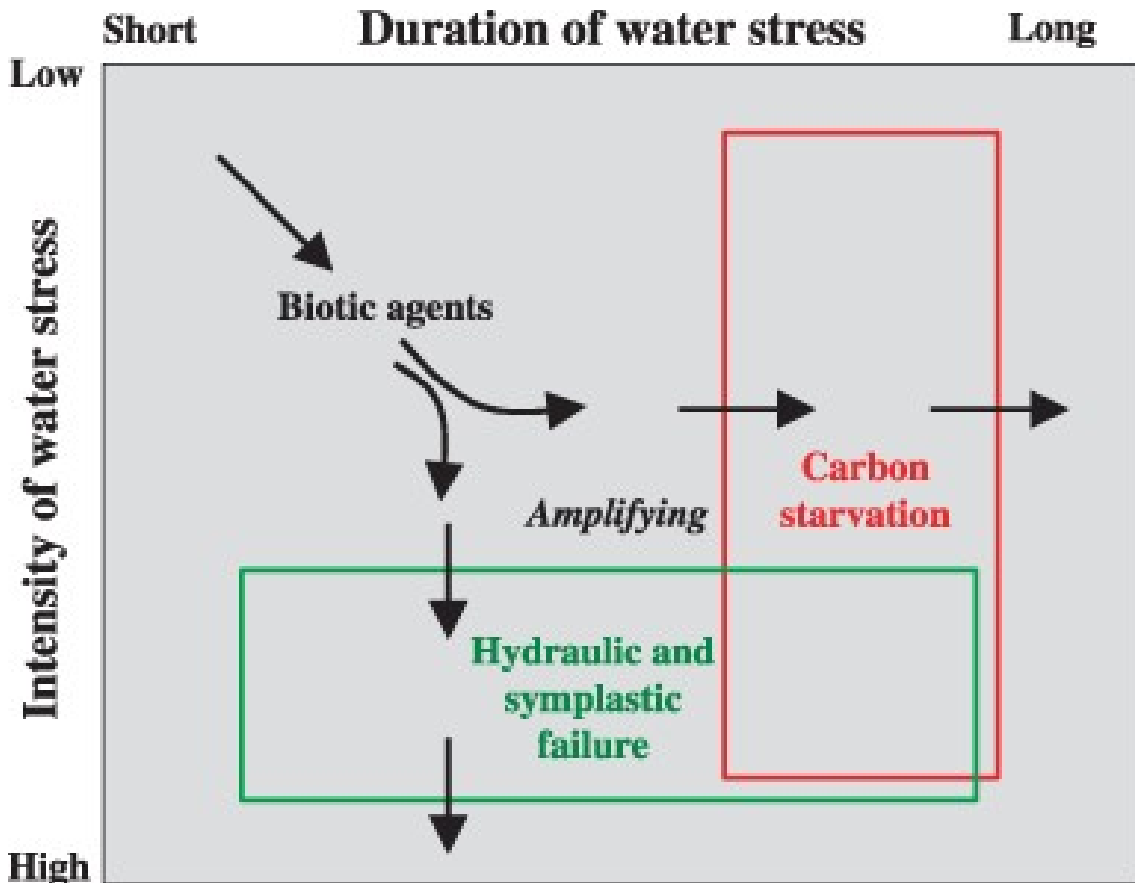 Short
Duration of water stress
Long
Low
Intensity of water stress
Biotic agents
Carbon
starvation
Amplifying
Hydraulic and
symplastic
failure
High